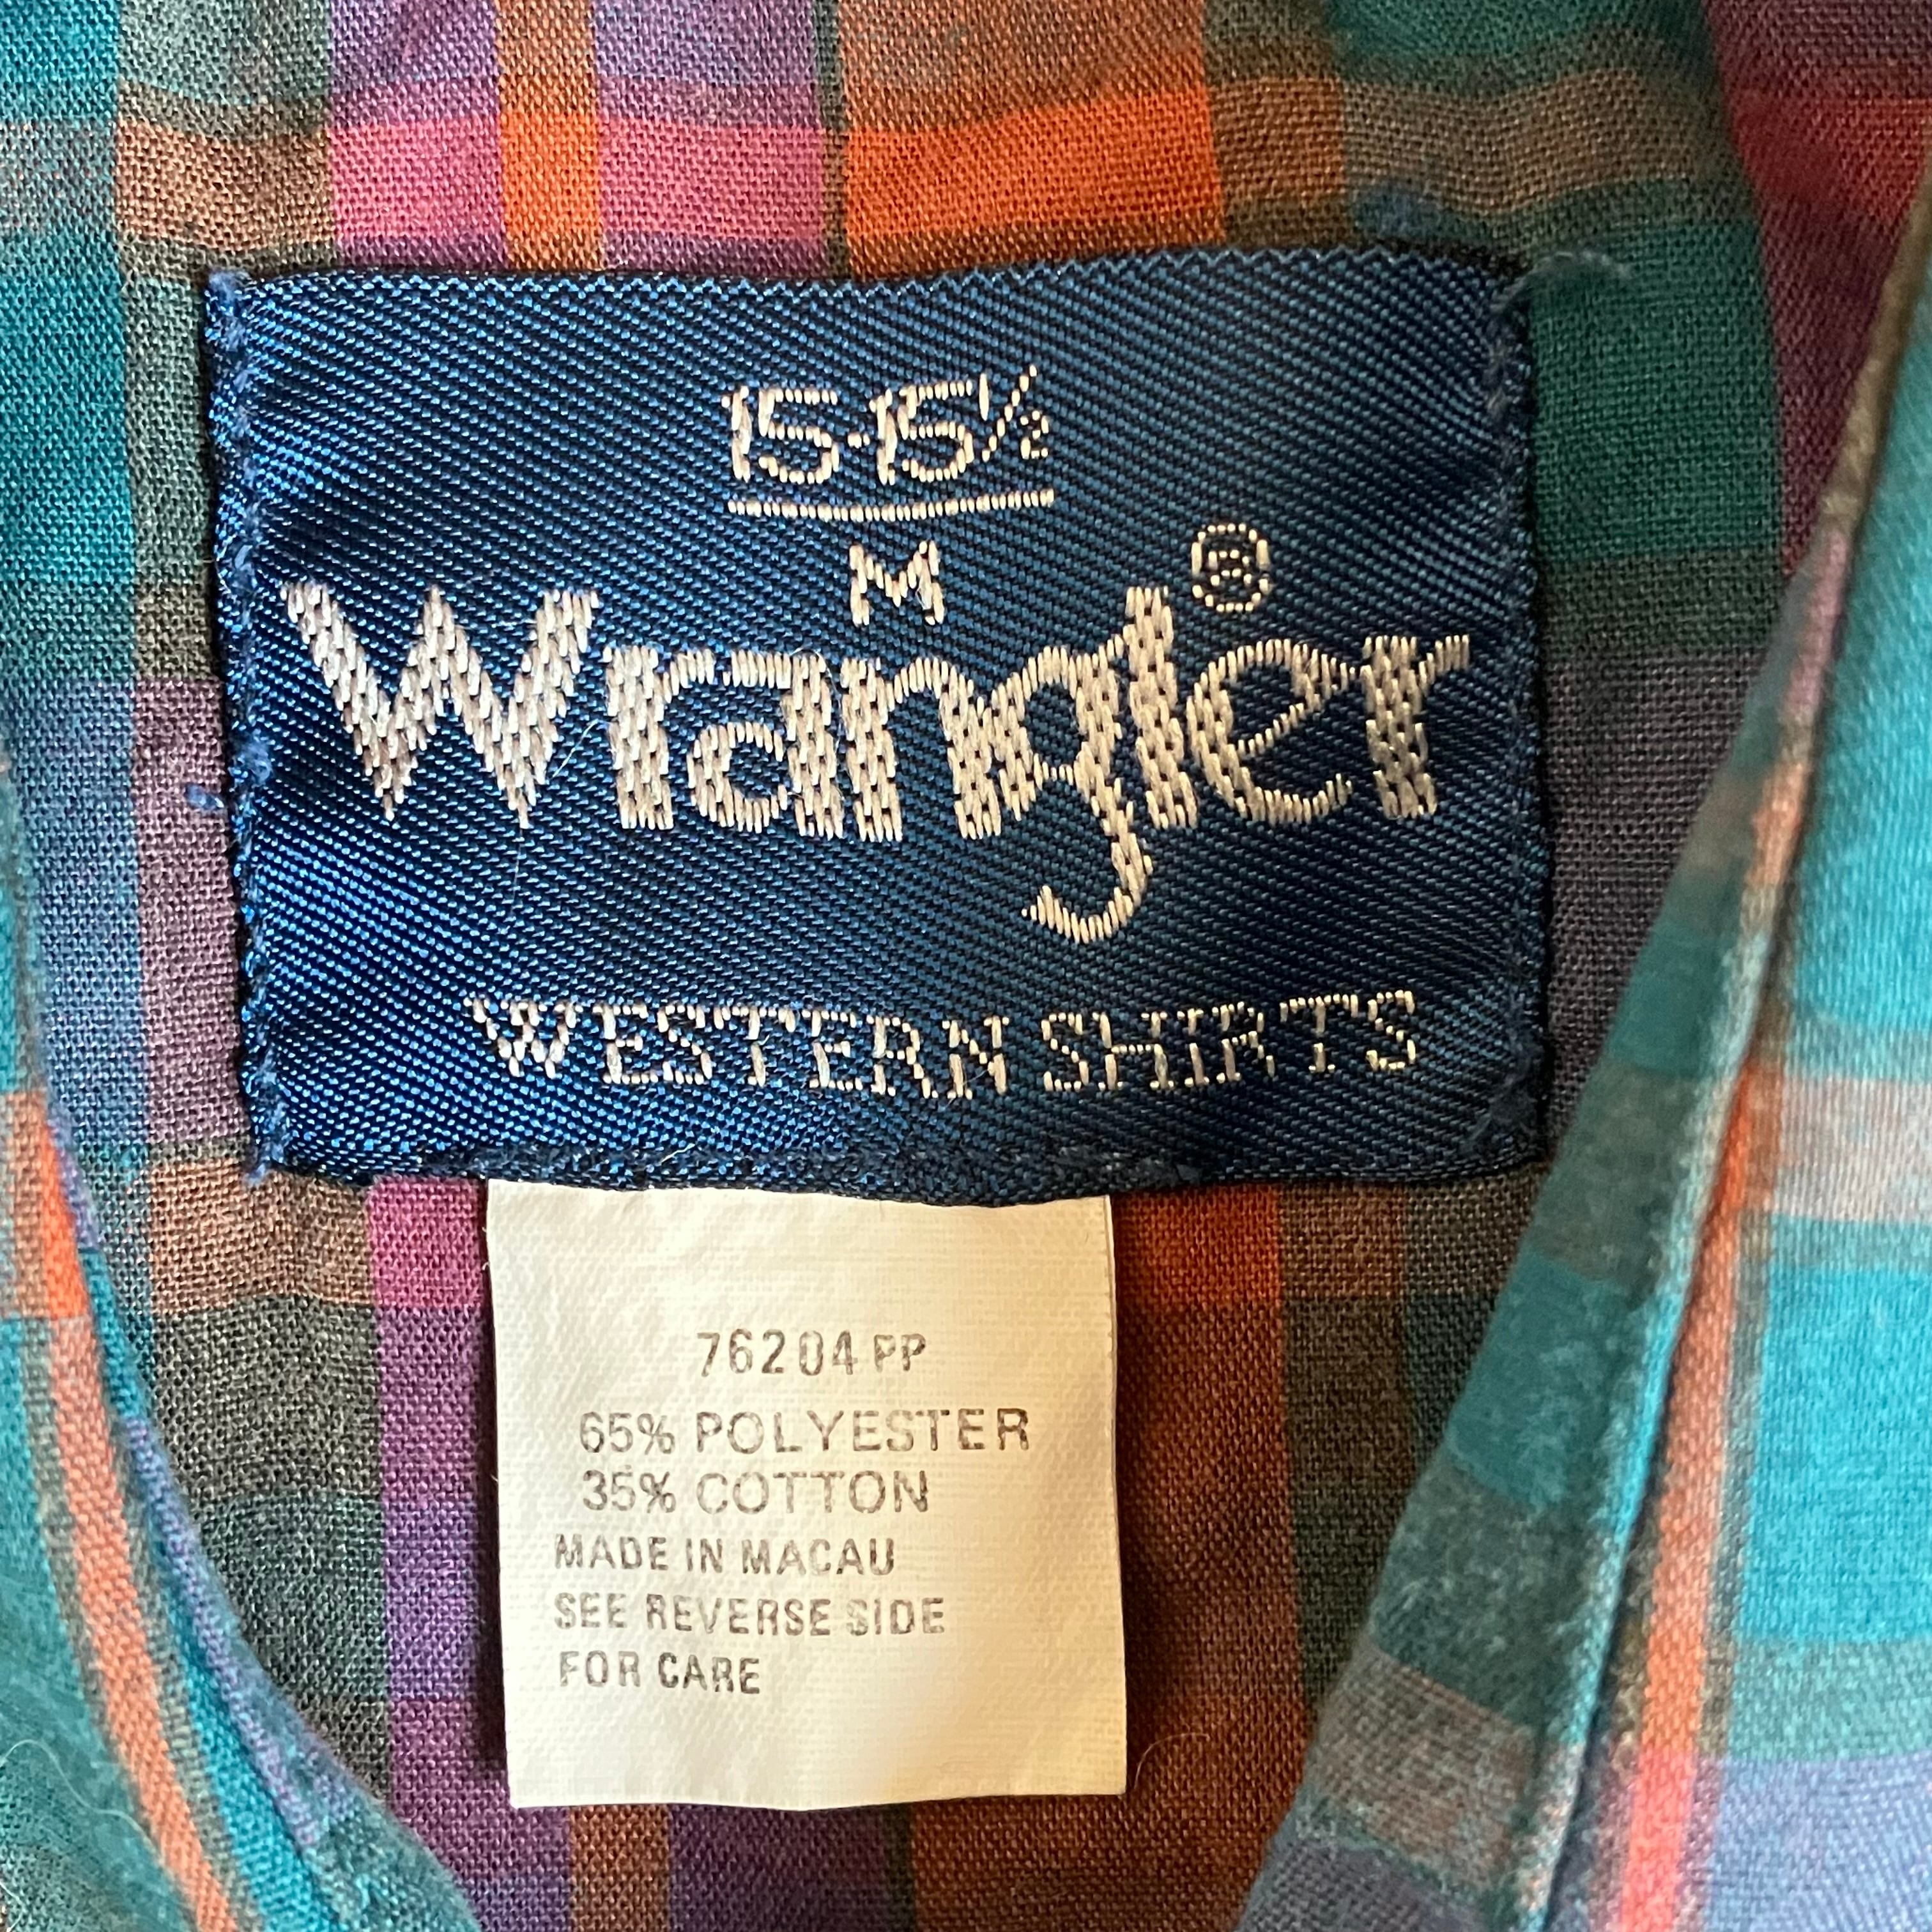 15-15½
M
Wrangler®
WESTERN SHIRTS
76204 PP
65% POLYESTER
35% COTTON
MADE IN MACAU
SEE REVERSE SIDE
FOR CARE